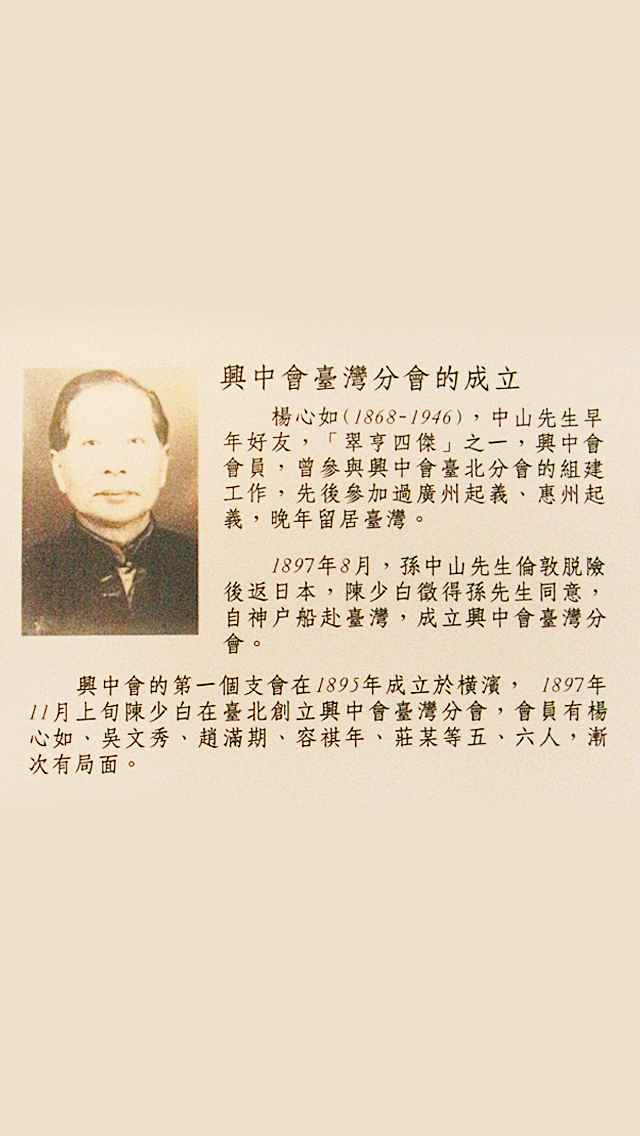 興中會臺灣分會的成立
楊心如(1868-1946)，中山先生早
年好友，「翠亨四傑」之一，興中會
會員，曾參與興中會臺北分會的組建
工作，先後參加過廣州起義、惠州起
義，晚年留居臺灣。
1897年8月，孫中山先生倫敦脱險
後返日本，陳少白徵得孫先生同意，
自神户船赴臺灣，成立興中會臺灣分
會。
興中會的第一個支會在1895年成立於橫濱， 1897年
11月上旬陳少白在臺北創立興中會臺灣分會，會員有楊
心如、吳文秀、趙滿期、容祺年、莊某等五、六人，漸
次有局面。